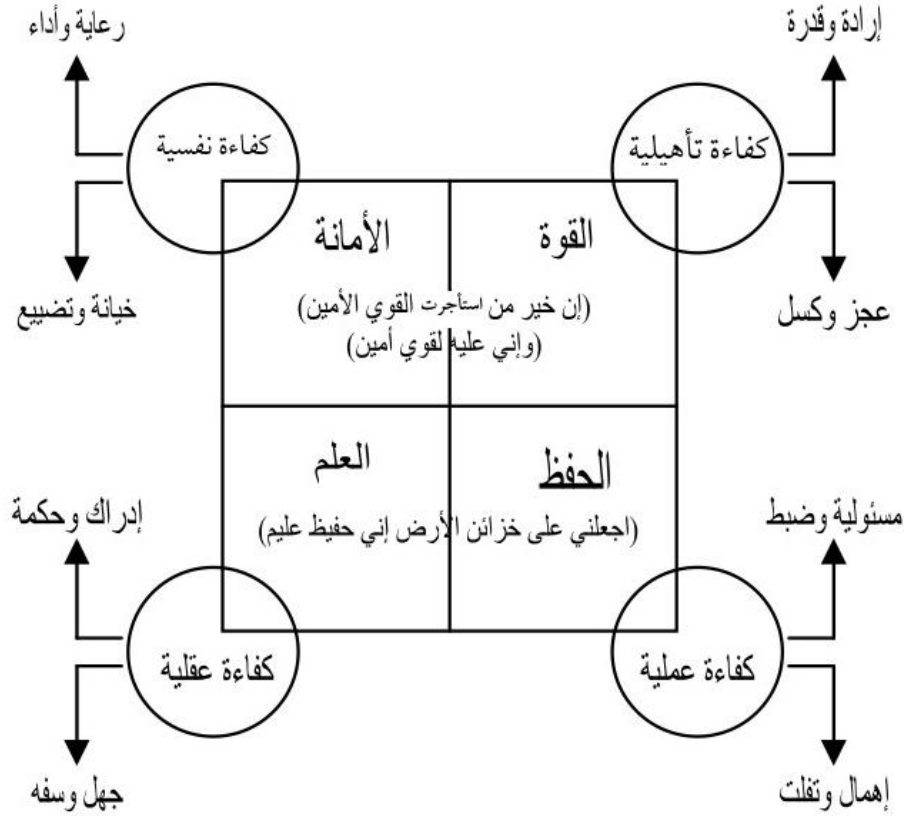 إرادة وقدرة
رعاية وأداء
كفاءة تأهيلية
كفاءة نفسية
القوة
الأمانة
(إن خير من استأجرت القوي الأمين)
(وإني عليه لقوي أمين)
عجز وكسل
خيانة وتضييع
الحفظ
العلم
(اجعلني على خزائن الأرض إني حفيظ عليم)
مسئولية وضبط
إدراك وحكمة
كفاءة عملية
كفاءة عقلية
إهمال وتفلت
جهل وسفه